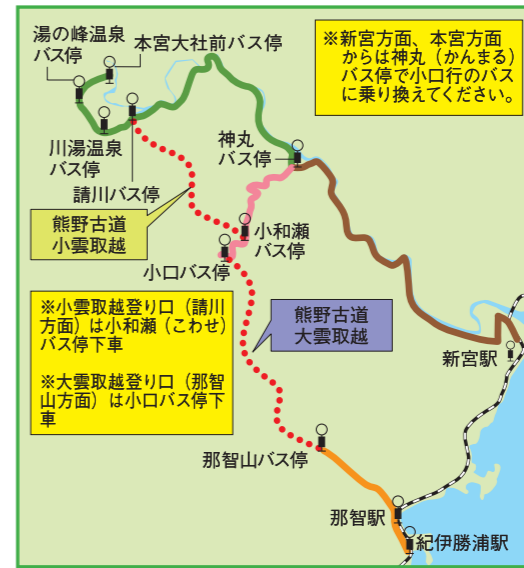 湯の峰温泉
バス停
本宮大社前バス停
※新宮方面、本宮方面
からは神丸（かんまる）
バス停で小口行のバス
に乗り換えてください。
川湯温泉
バス停
請川バス停
神丸
バス停
熊野古道
小雲取越
小和瀬
バス停
小口バス停
※小雲取越登り口（請川
方面）は小和瀬（こわせ）
バス停下車
※大雲取越登り口（那智
山方面）は小口バス停下
車
熊野古道
大雲取越
新宮駅
那智山バス停
那智駅
紀伊勝浦駅